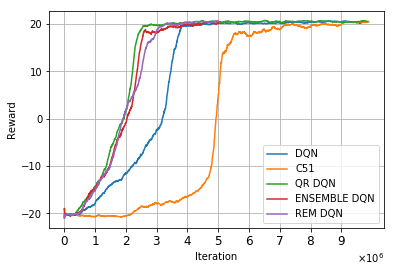 20
10
0
−10
−20
Reward
DQN
C51
QR DQN
ENSEMBLE DQN
REM DQN
0 1 2 3 4 5 6 7 8 9
Iteration
×10⁶